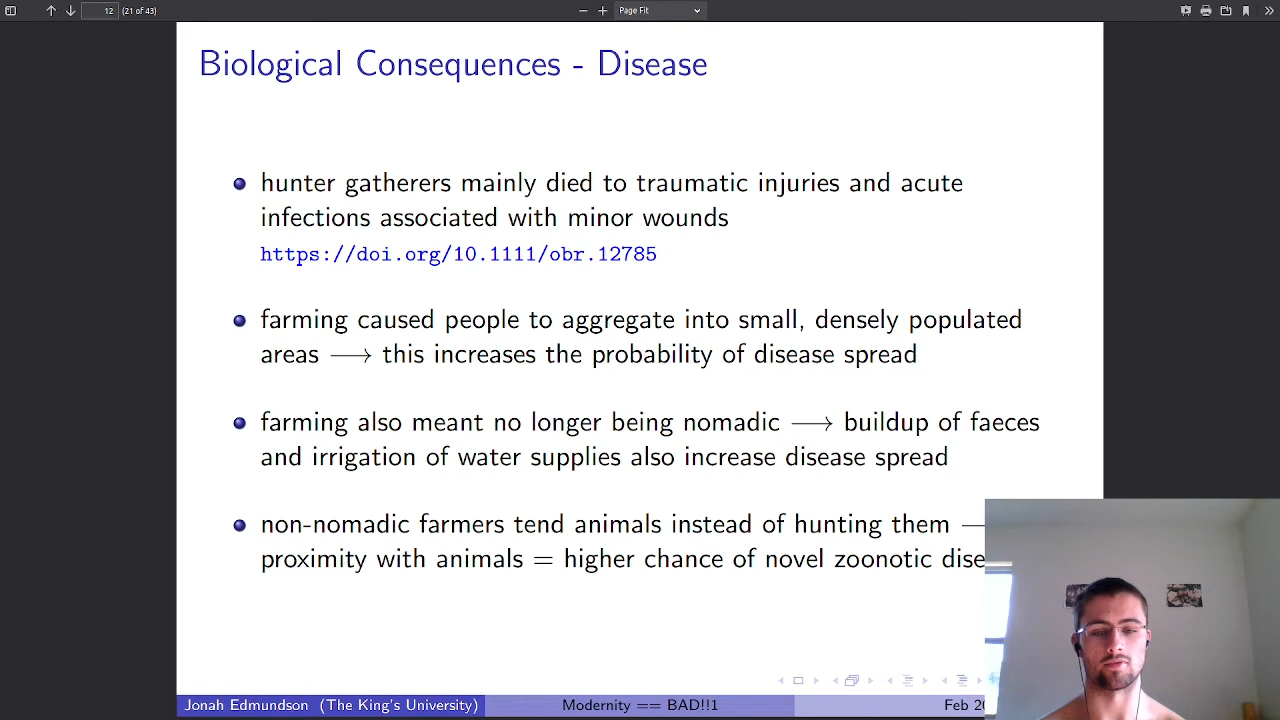 12 (21 of 43) Page Fit
Biological Consequences - Disease
hunter gatherers mainly died to traumatic injuries and acute
infections associated with minor wounds
https://doi.org/10.1111/obr.12785
farming caused people to aggregate into small, densely populated
areas ⟶ this increases the probability of disease spread
farming also meant no longer being nomadic ⟶ buildup of faeces
and irrigation of water supplies also increase disease spread
non-nomadic farmers tend animals instead of hunting them —
proximity with animals = higher chance of novel zoonotic dise
Jonah Edmundson (The King's University) Modernity == BAD!!1 Feb 20